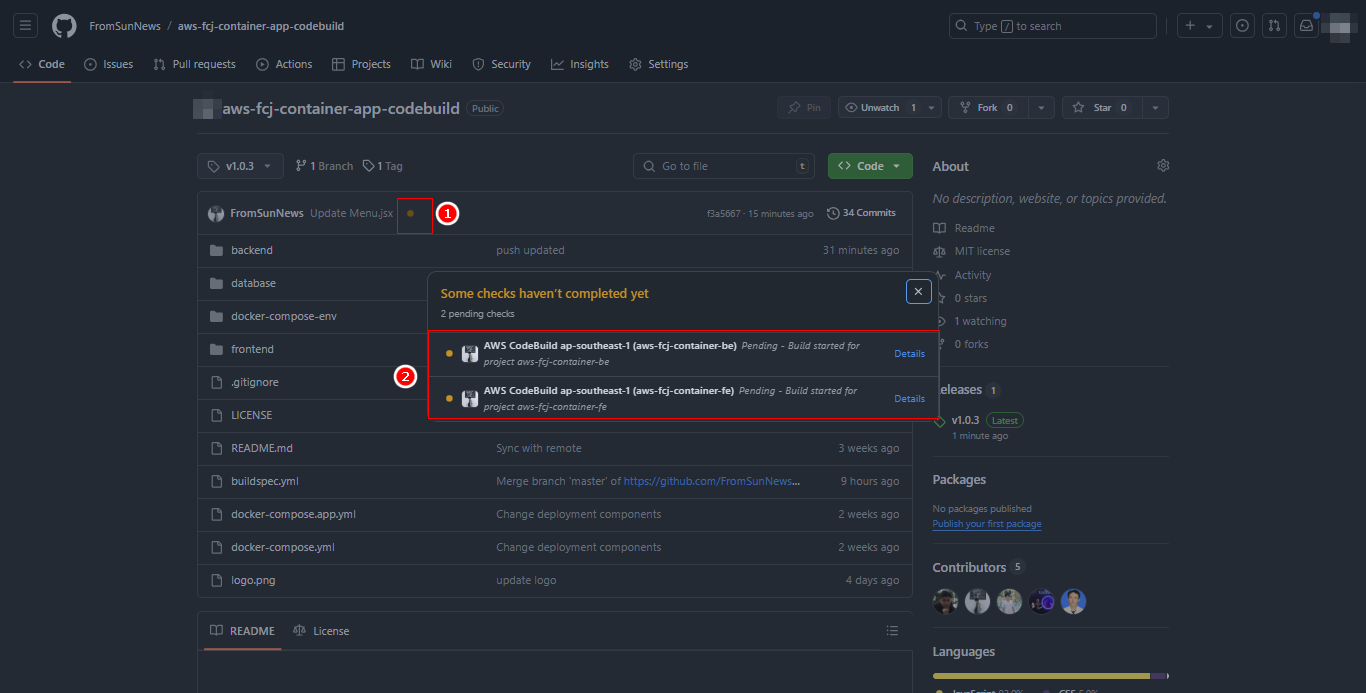 FromSunNews / aws-fcj-container-app-codebuild
Type / to search
Code Issues Pull requests Actions Projects Wiki Security Insights Settings
aws-fcj-container-app-codebuild Public
Pin Unwatch 1 Fork 0 Star 0
v1.0.3 1 Branch 1 Tag Go to file t Code
FromSunNews Update Menu.jsx 1 f3a5667 · 15 minutes ago 34 Commits
backend push updated 31 minutes ago
database
docker-compose-env
frontend
.gitignore
LICENSE
README.md Sync with remote 3 weeks ago
buildspec.yml Merge branch 'master' of https://github.com/FromSunNews... 9 hours ago
docker-compose.app.yml Change deployment components 2 weeks ago
docker-compose.yml Change deployment components 2 weeks ago
logo.png update logo 4 days ago
Some checks haven't completed yet
2 pending checks
2
AWS CodeBuild ap-southeast-1 (aws-fcj-container-be) Pending - Build started for
project aws-fcj-container-be
Details
AWS CodeBuild ap-southeast-1 (aws-fcj-container-fe) Pending - Build started for
project aws-fcj-container-fe
Details
README License
About
No description, website, or topics provided.
Readme
MIT license
Activity
0 stars
1 watching
0 forks
eleases 1
v1.0.3 Latest
1 minute ago
Packages
No packages published
Publish your first package
Contributors 5
Languages